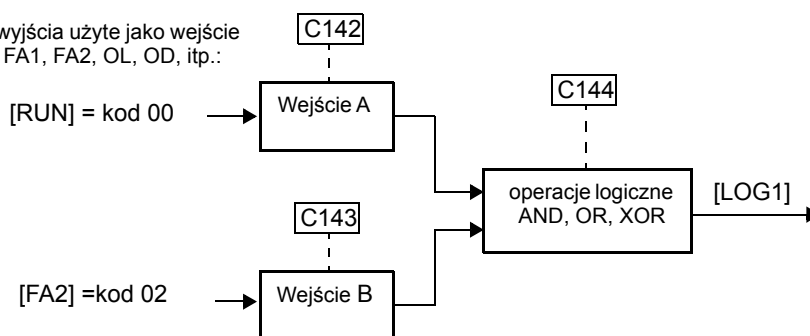 wyjścia użyte jako wejście
FA1, FA2, OL, OD, itp.:
C142
[RUN] = kod 00
Wejście A
C144
operacje logiczne
AND, OR, XOR
[LOG1]
C143
[FA2] =kod 02
Wejście B